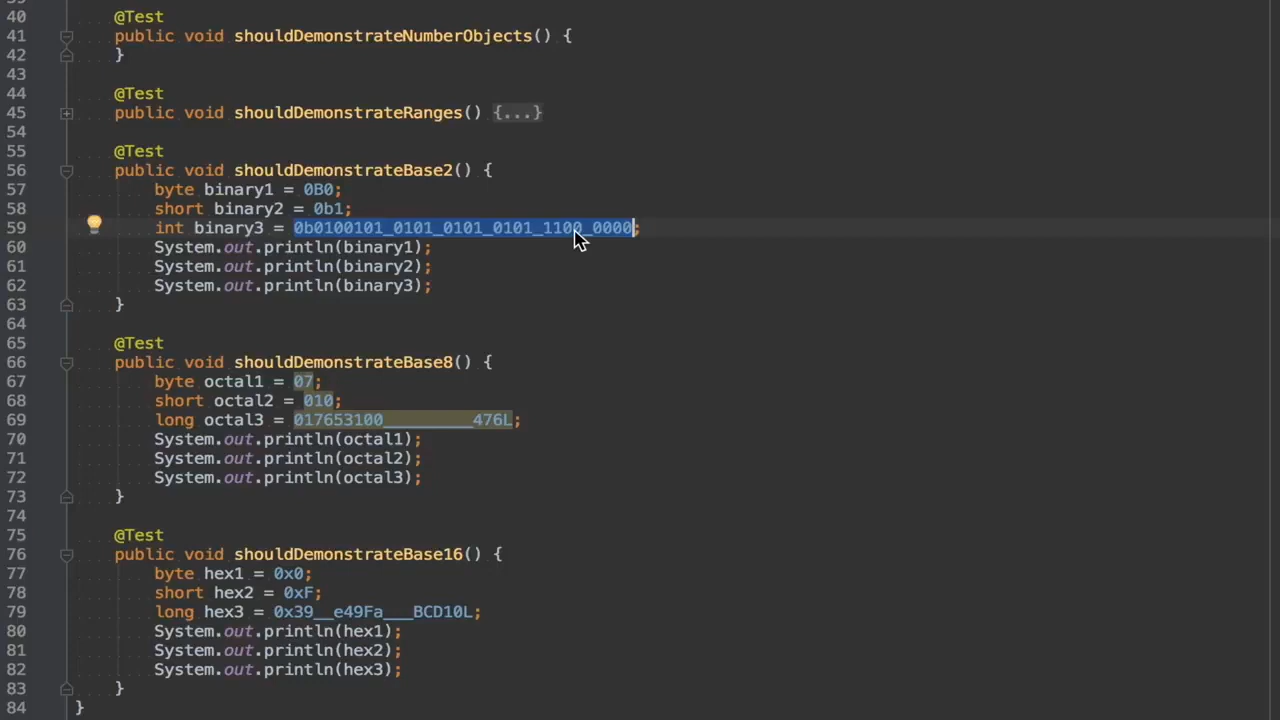 40 @Test
41 public void shouldDemonstrateNumberObjects() {
42 }
43
44 @Test
45 public void shouldDemonstrateRanges() {...}
54
55 @Test
56 public void shouldDemonstrateBase2() {
57 byte binary1 = 0B0;
58 short binary2 = 0b1;
59 int binary3 = 0b0100101_0101_0101_0101_1100_0000;
60 System.out.println(binary1);
61 System.out.println(binary2);
62 System.out.println(binary3);
63 }
64
65 @Test
66 public void shouldDemonstrateBase8() {
67 byte octal1 = 07;
68 short octal2 = 010;
69 long octal3 = 017653100_________476L;
70 System.out.println(octal1);
71 System.out.println(octal2);
72 System.out.println(octal3);
73 }
74
75 @Test
76 public void shouldDemonstrateBase16() {
77 byte hex1 = 0x0;
78 short hex2 = 0xF;
79 long hex3 = 0x39__e49Fa___BCD10L;
80 System.out.println(hex1);
81 System.out.println(hex2);
82 System.out.println(hex3);
83 }
84 }